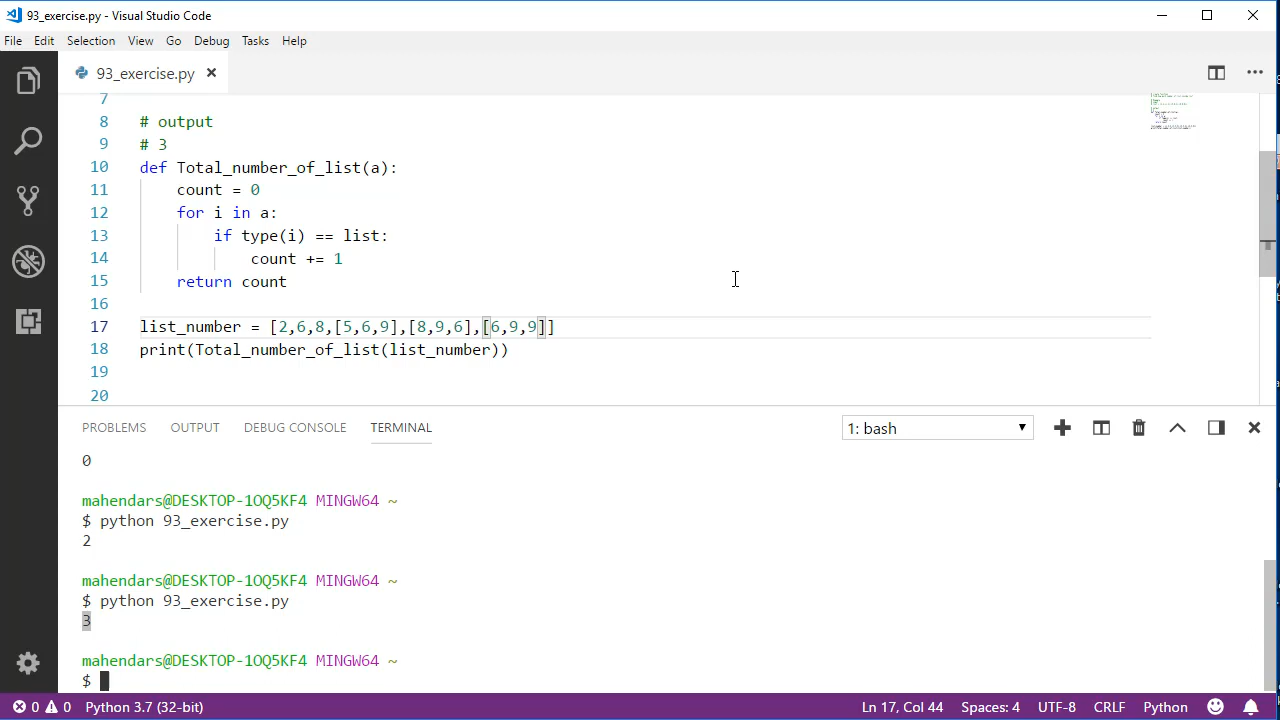 93_exercise.py - Visual Studio Code
File Edit Selection View Go Debug Tasks Help
93_exercise.py
7
8 # output
9 # 3
10 def Total_number_of_list(a):
11 count = 0
12 for i in a:
13 if type(i) == list:
14 count += 1
15 return count
16
17 list_number = [2,6,8,[5,6,9],[8,9,6],[6,9,9]]
18 print(Total_number_of_list(list_number))
19
20
PROBLEMS OUTPUT DEBUG CONSOLE TERMINAL 1: bash
0
mahendars@DESKTOP-1OQ5KF4 MINGW64 ~
$ python 93_exercise.py
2
mahendars@DESKTOP-1OQ5KF4 MINGW64 ~
$ python 93_exercise.py
3
mahendars@DESKTOP-1OQ5KF4 MINGW64 ~
$
0 0 Python 3.7 (32-bit) Ln 17, Col 44 Spaces: 4 UTF-8 CRLF Python